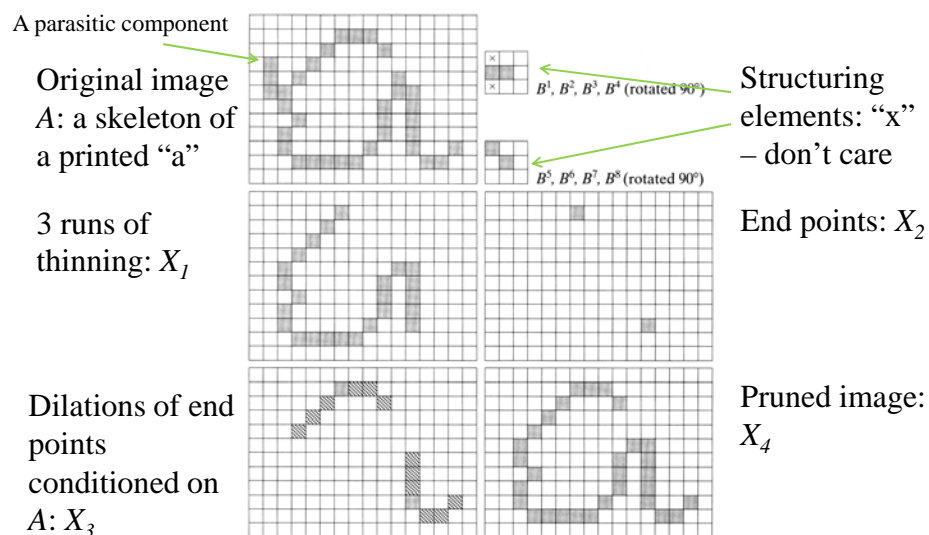 A parasitic component
Original image
A: a skeleton of
a printed “a”
×
×
B¹, B², B³, B⁴ (rotated 90°)
B⁵, B⁶, B⁷, B⁸ (rotated 90°)
Structuring
elements: “x”
– don’t care
3 runs of
thinning: X₁
End points: X₂
Dilations of end
points
conditioned on
A: X₃
Pruned image:
X₄